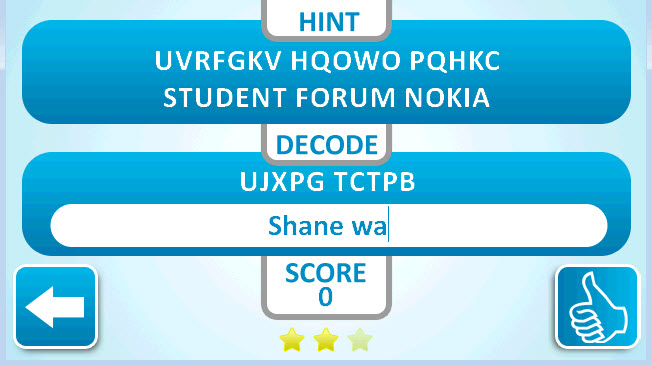 HINT
UVRFGKV HQOWO PQHKC
STUDENT FORUM NOKIA
DECODE
UJXPG TCTPB
Shane wa
SCORE
0